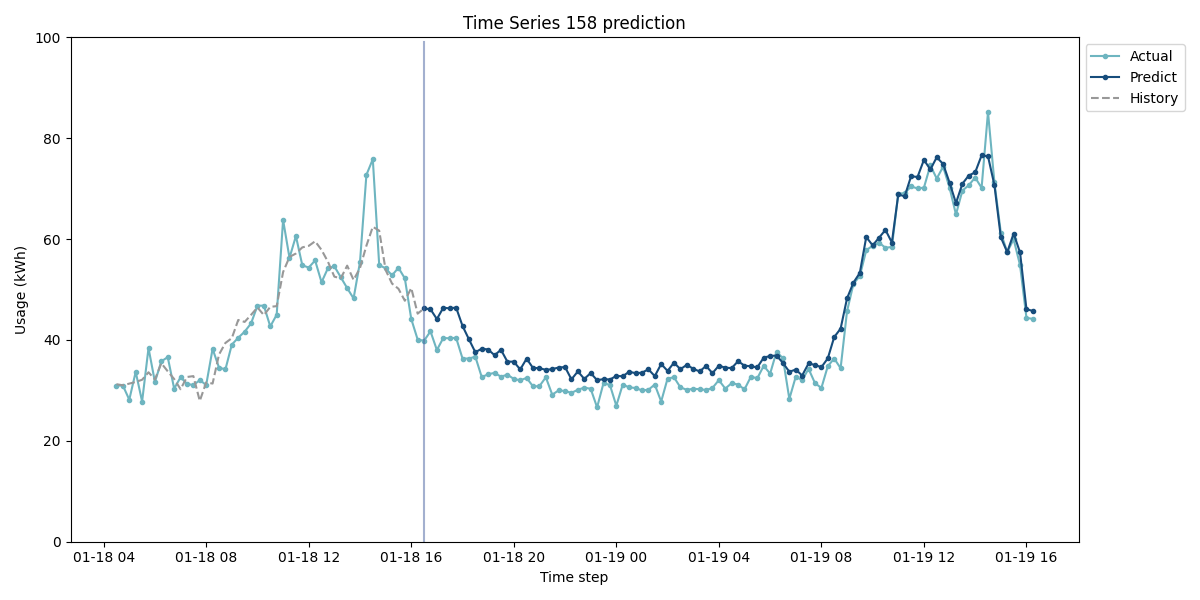 Time Series 158 prediction
100
80
60
40
20
0
Usage (kWh)
01-18 04
01-18 08
01-18 12
01-18 16
01-18 20
01-19 00
01-19 04
01-19 08
01-19 12
01-19 16
Time step
Actual
Predict
History